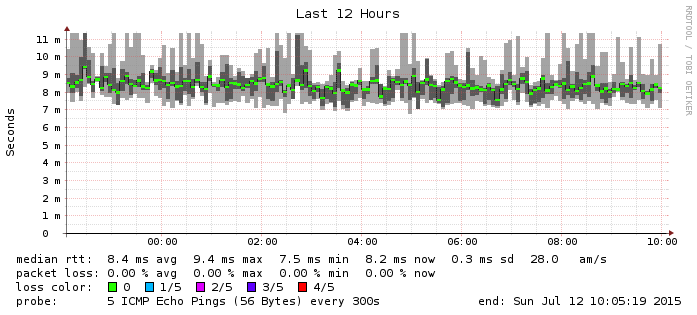 Last 12 Hours
RRDTOOL / TOBI OETIKER
Seconds
11 m
10 m
9 m
8 m
7 m
6 m
5 m
4 m
3 m
2 m
1 m
0
00:00 02:00 04:00 06:00 08:00 10:00
median rtt: 8.4 ms avg 9.4 ms max 7.5 ms min 8.2 ms now 0.3 ms sd 28.0 am/s
packet loss: 0.00 % avg 0.00 % max 0.00 % min 0.00 % now
loss color: 0 1/5 2/5 3/5 4/5
probe: 5 ICMP Echo Pings (56 Bytes) every 300s end: Sun Jul 12 10:05:19 2015